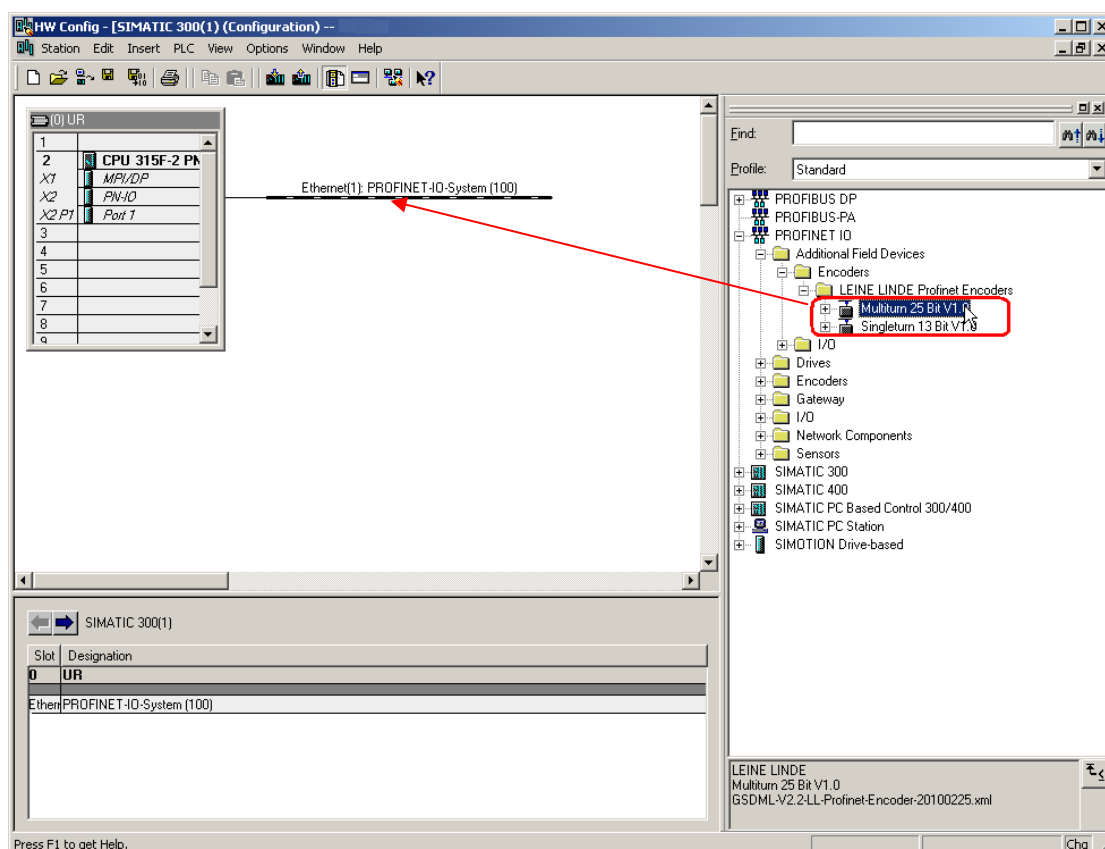 HW Config - [SIMATIC 300(1) (Configuration) --
Station Edit Insert PLC View Options Window Help
(0) UR
1
2 CPU 315F-2 PN
X1 MPI/DP
X2 PN-IO
X2 P1 Port 1
3
4
5
6
7
8
9
Ethernet(1): PROFINET-IO-System (100)
Find:
Profile: Standard
PROFIBUS DP
PROFIBUS-PA
PROFINET IO
Additional Field Devices
Encoders
LEINE LINDE Profinet Encoders
Multiturn 25 Bit V1.0
Singleturn 13 Bit V1.0
I/O
Drives
Encoders
Gateway
I/O
Network Components
Sensors
SIMATIC 300
SIMATIC 400
SIMATIC PC Based Control 300/400
SIMATIC PC Station
SIMOTION Drive-based
SIMATIC 300(1)
Slot Designation
0 UR
Ethern PROFINET-IO-System (100)
LEINE LINDE
Multiturn 25 Bit V1.0
GSDML-V2.2-LL-Profinet-Encoder-20100225.xml
Press F1 to get Help.
Chg